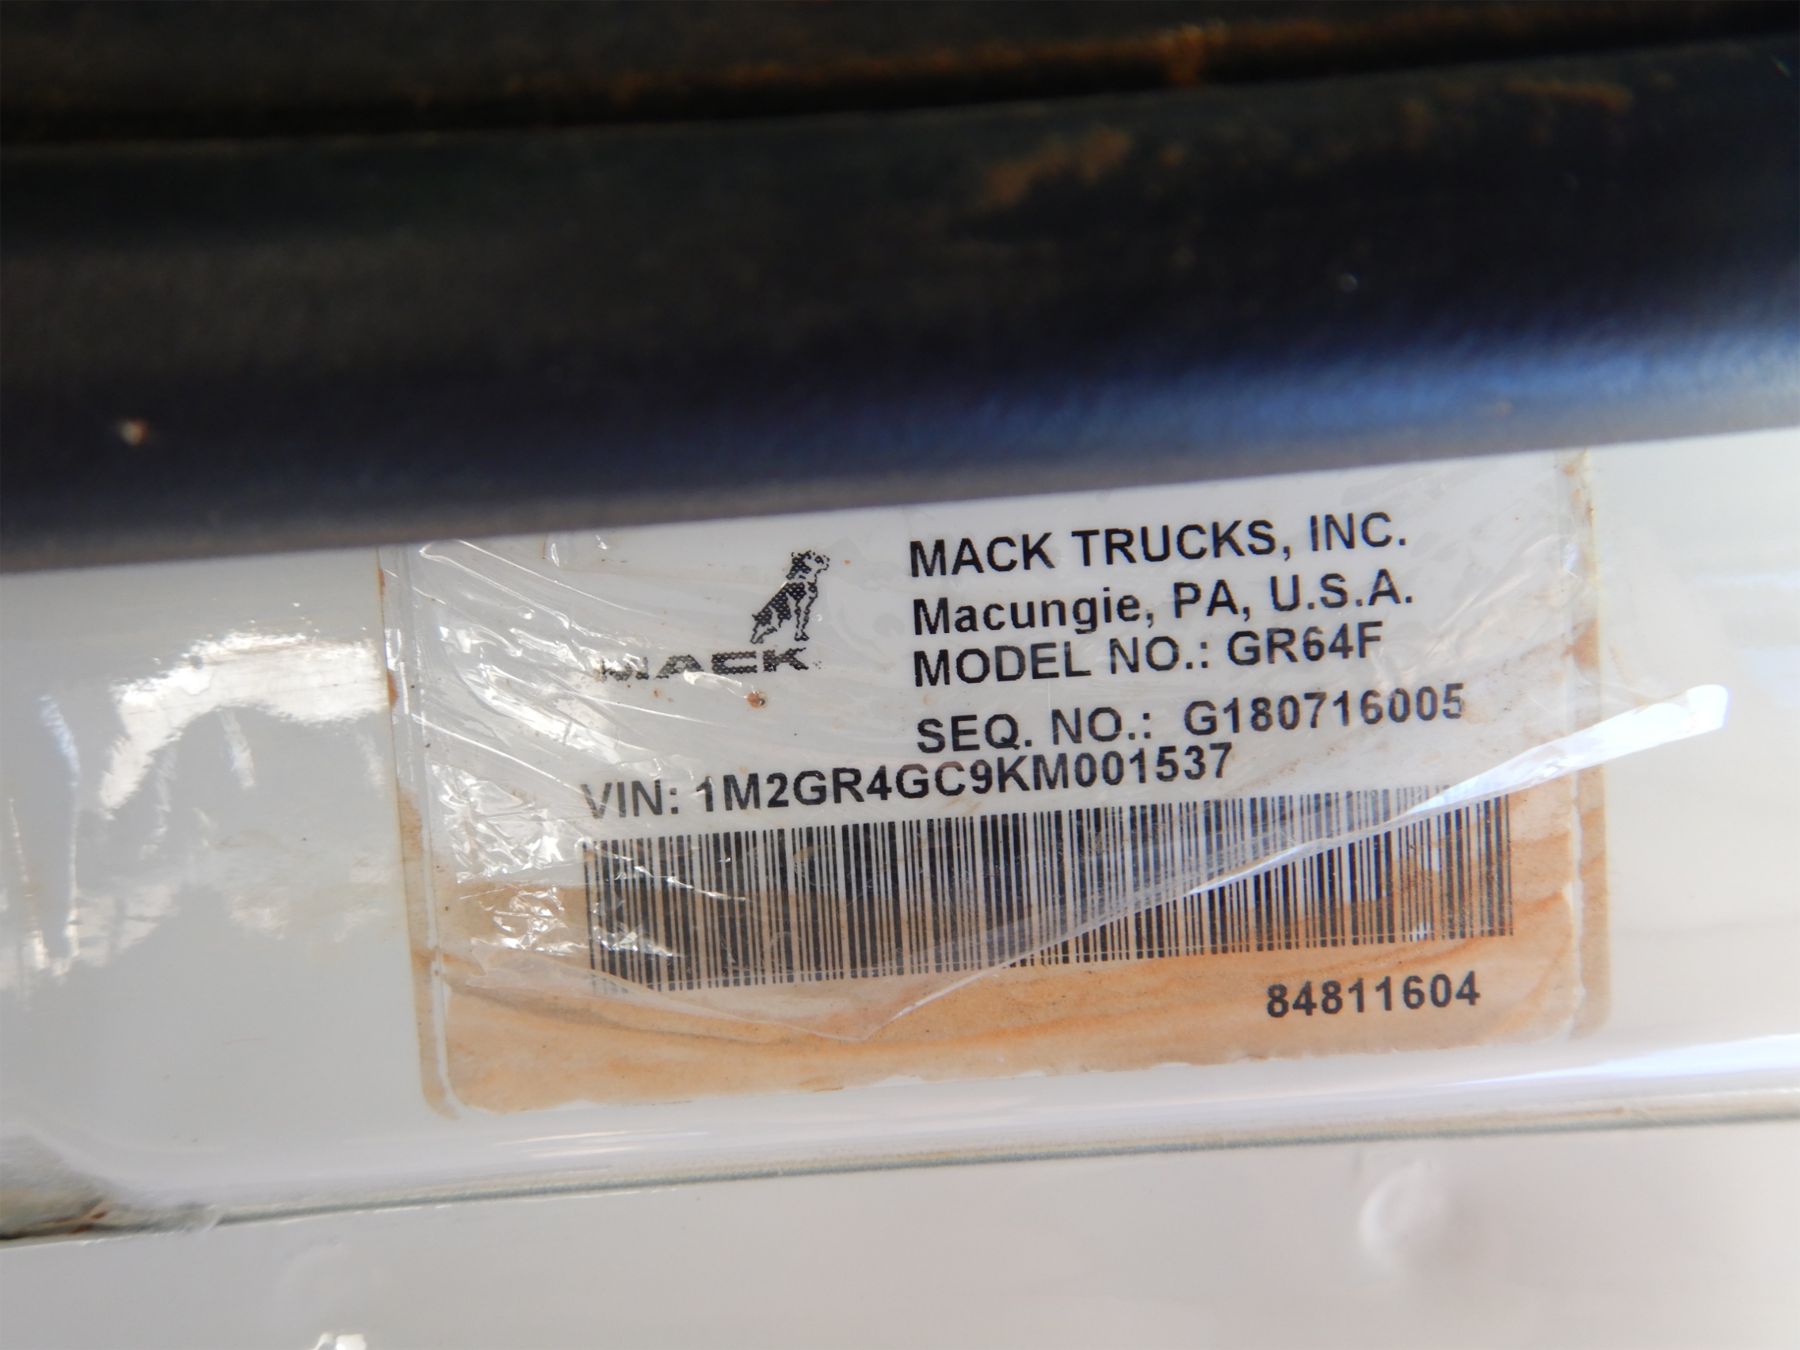 MACK
MACK TRUCKS, INC.
Macungie, PA, U.S.A.
MODEL NO.: GR64F
SEQ. NO.: G180716005
VIN: 1M2GR4GC9KM001537
84811604